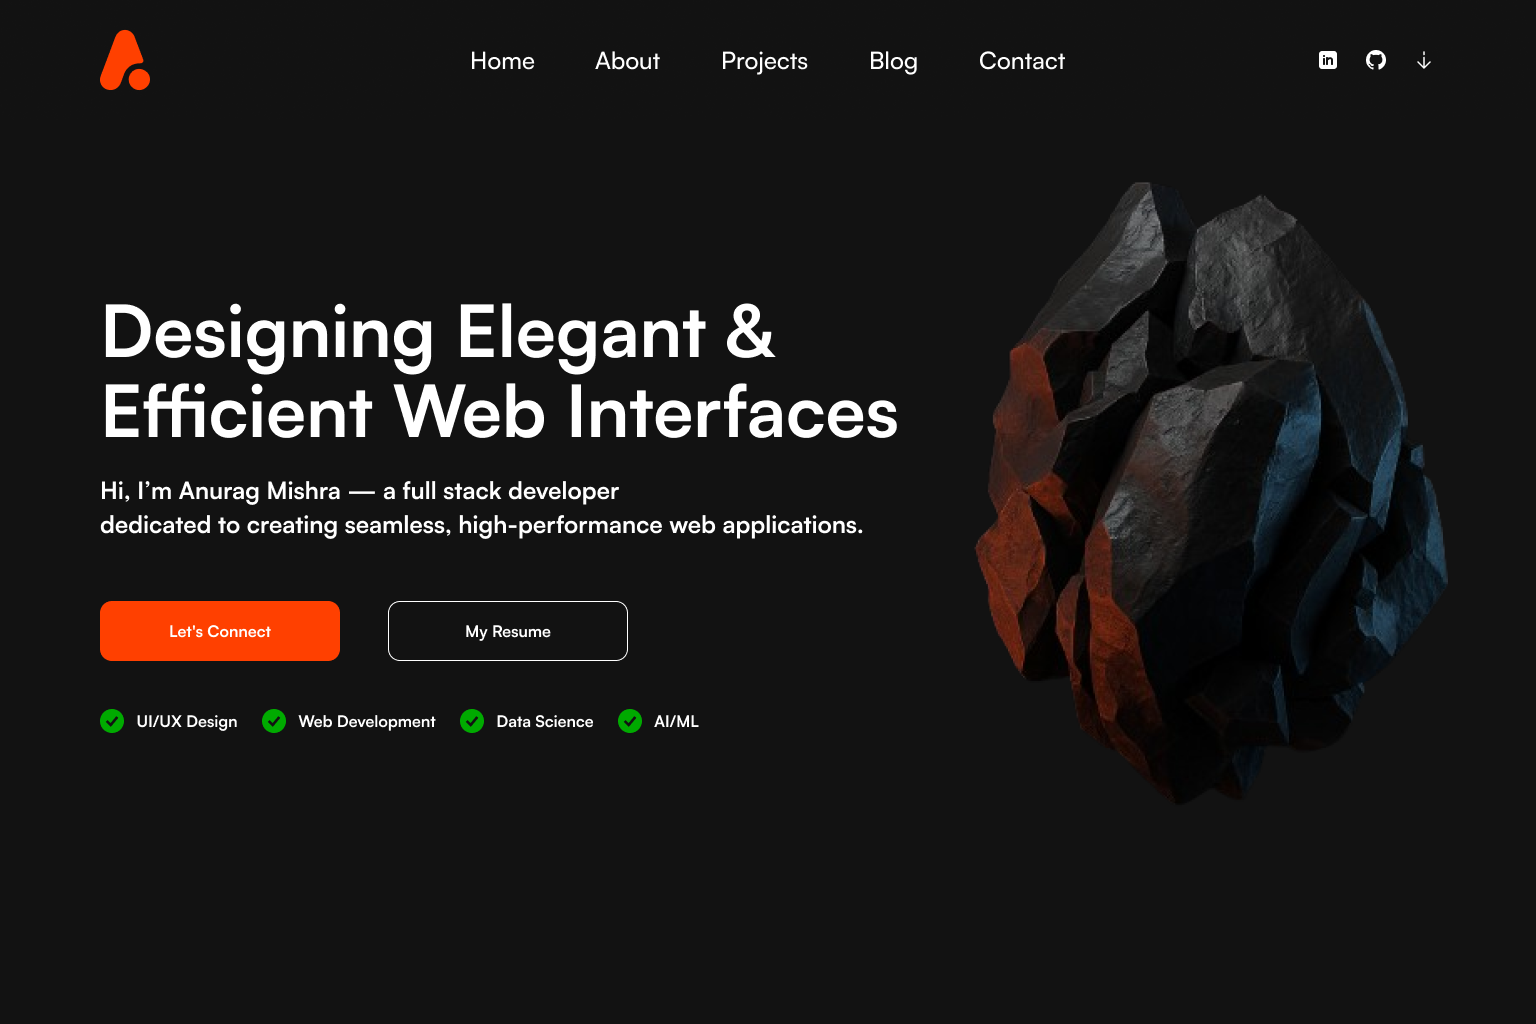 Home About Projects Blog Contact
Designing Elegant &
Efficient Web Interfaces
Hi, I’m Anurag Mishra — a full stack developer
dedicated to creating seamless, high-performance web applications.
Let's Connect My Resume
UI/UX Design Web Development Data Science AI/ML